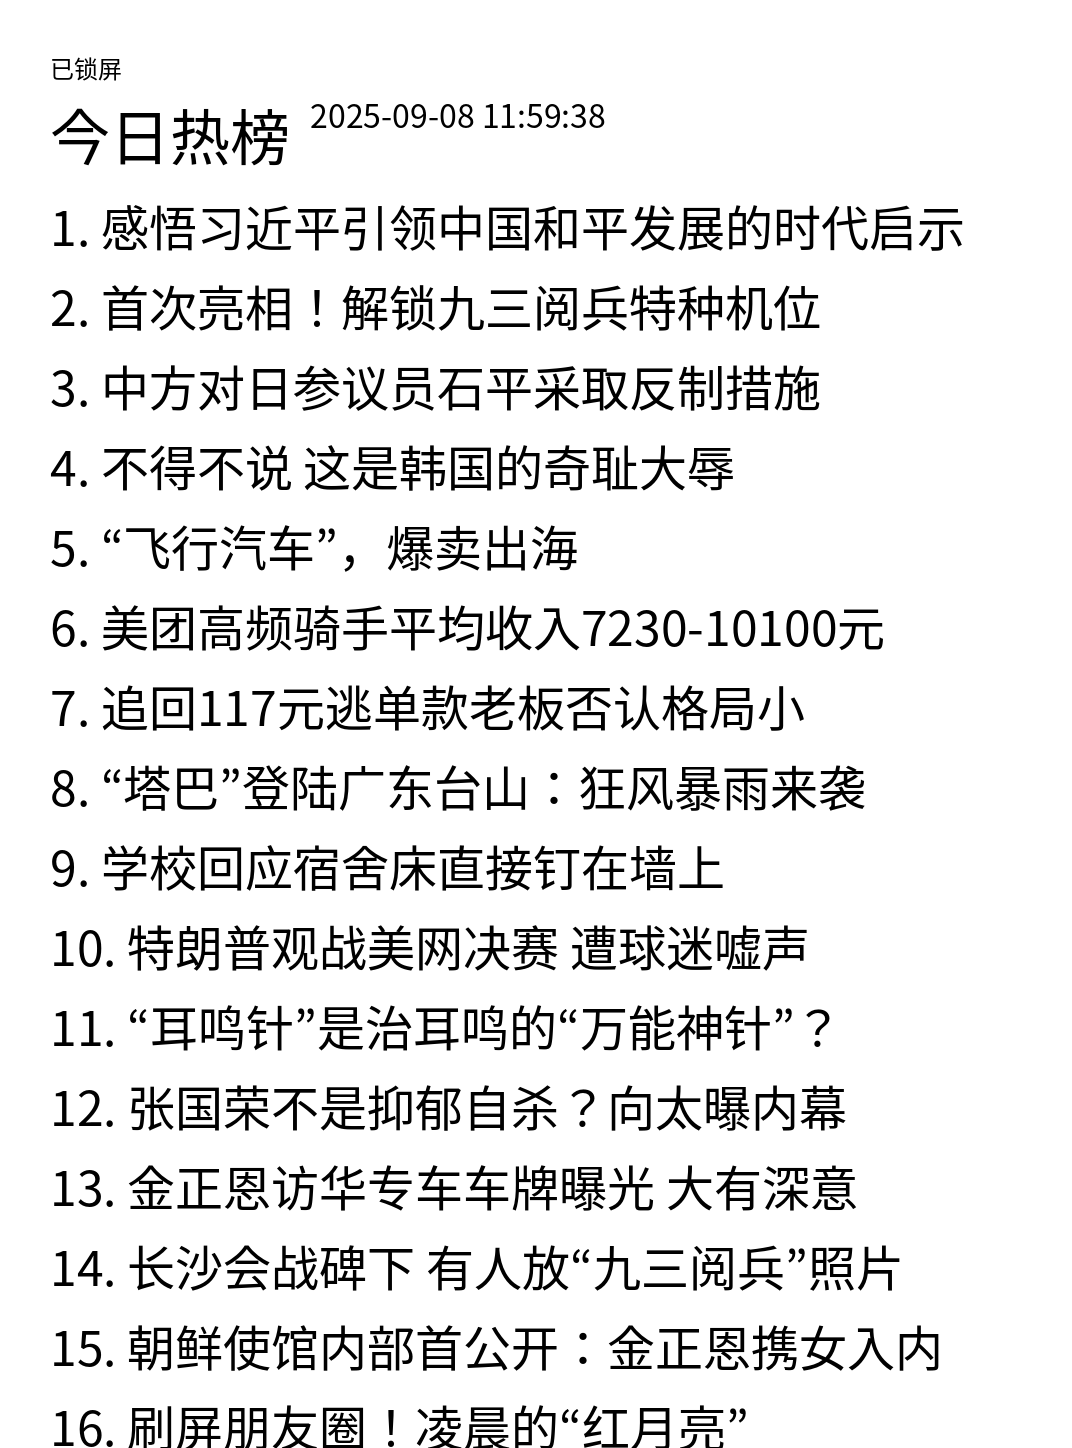 已锁屏
今日热榜 2025-09-08 11:59:38
1. 感悟习近平引领中国和平发展的时代启示
2. 首次亮相！解锁九三阅兵特种机位
3. 中方对日参议员石平采取反制措施
4. 不得不说 这是韩国的奇耻大辱
5. “飞行汽车”，爆卖出海
6. 美团高频骑手平均收入7230-10100元
7. 追回117元逃单款老板否认格局小
8. “塔巴”登陆广东台山：狂风暴雨来袭
9. 学校回应宿舍床直接钉在墙上
10. 特朗普观战美网决赛 遭球迷嘘声
11. “耳鸣针”是治耳鸣的“万能神针”？
12. 张国荣不是抑郁自杀？向太曝内幕
13. 金正恩访华专车车牌曝光 大有深意
14. 长沙会战碑下 有人放“九三阅兵”照片
15. 朝鲜使馆内部首公开：金正恩携女入内
16. 刷屏朋友圈！凌晨的“红月亮”